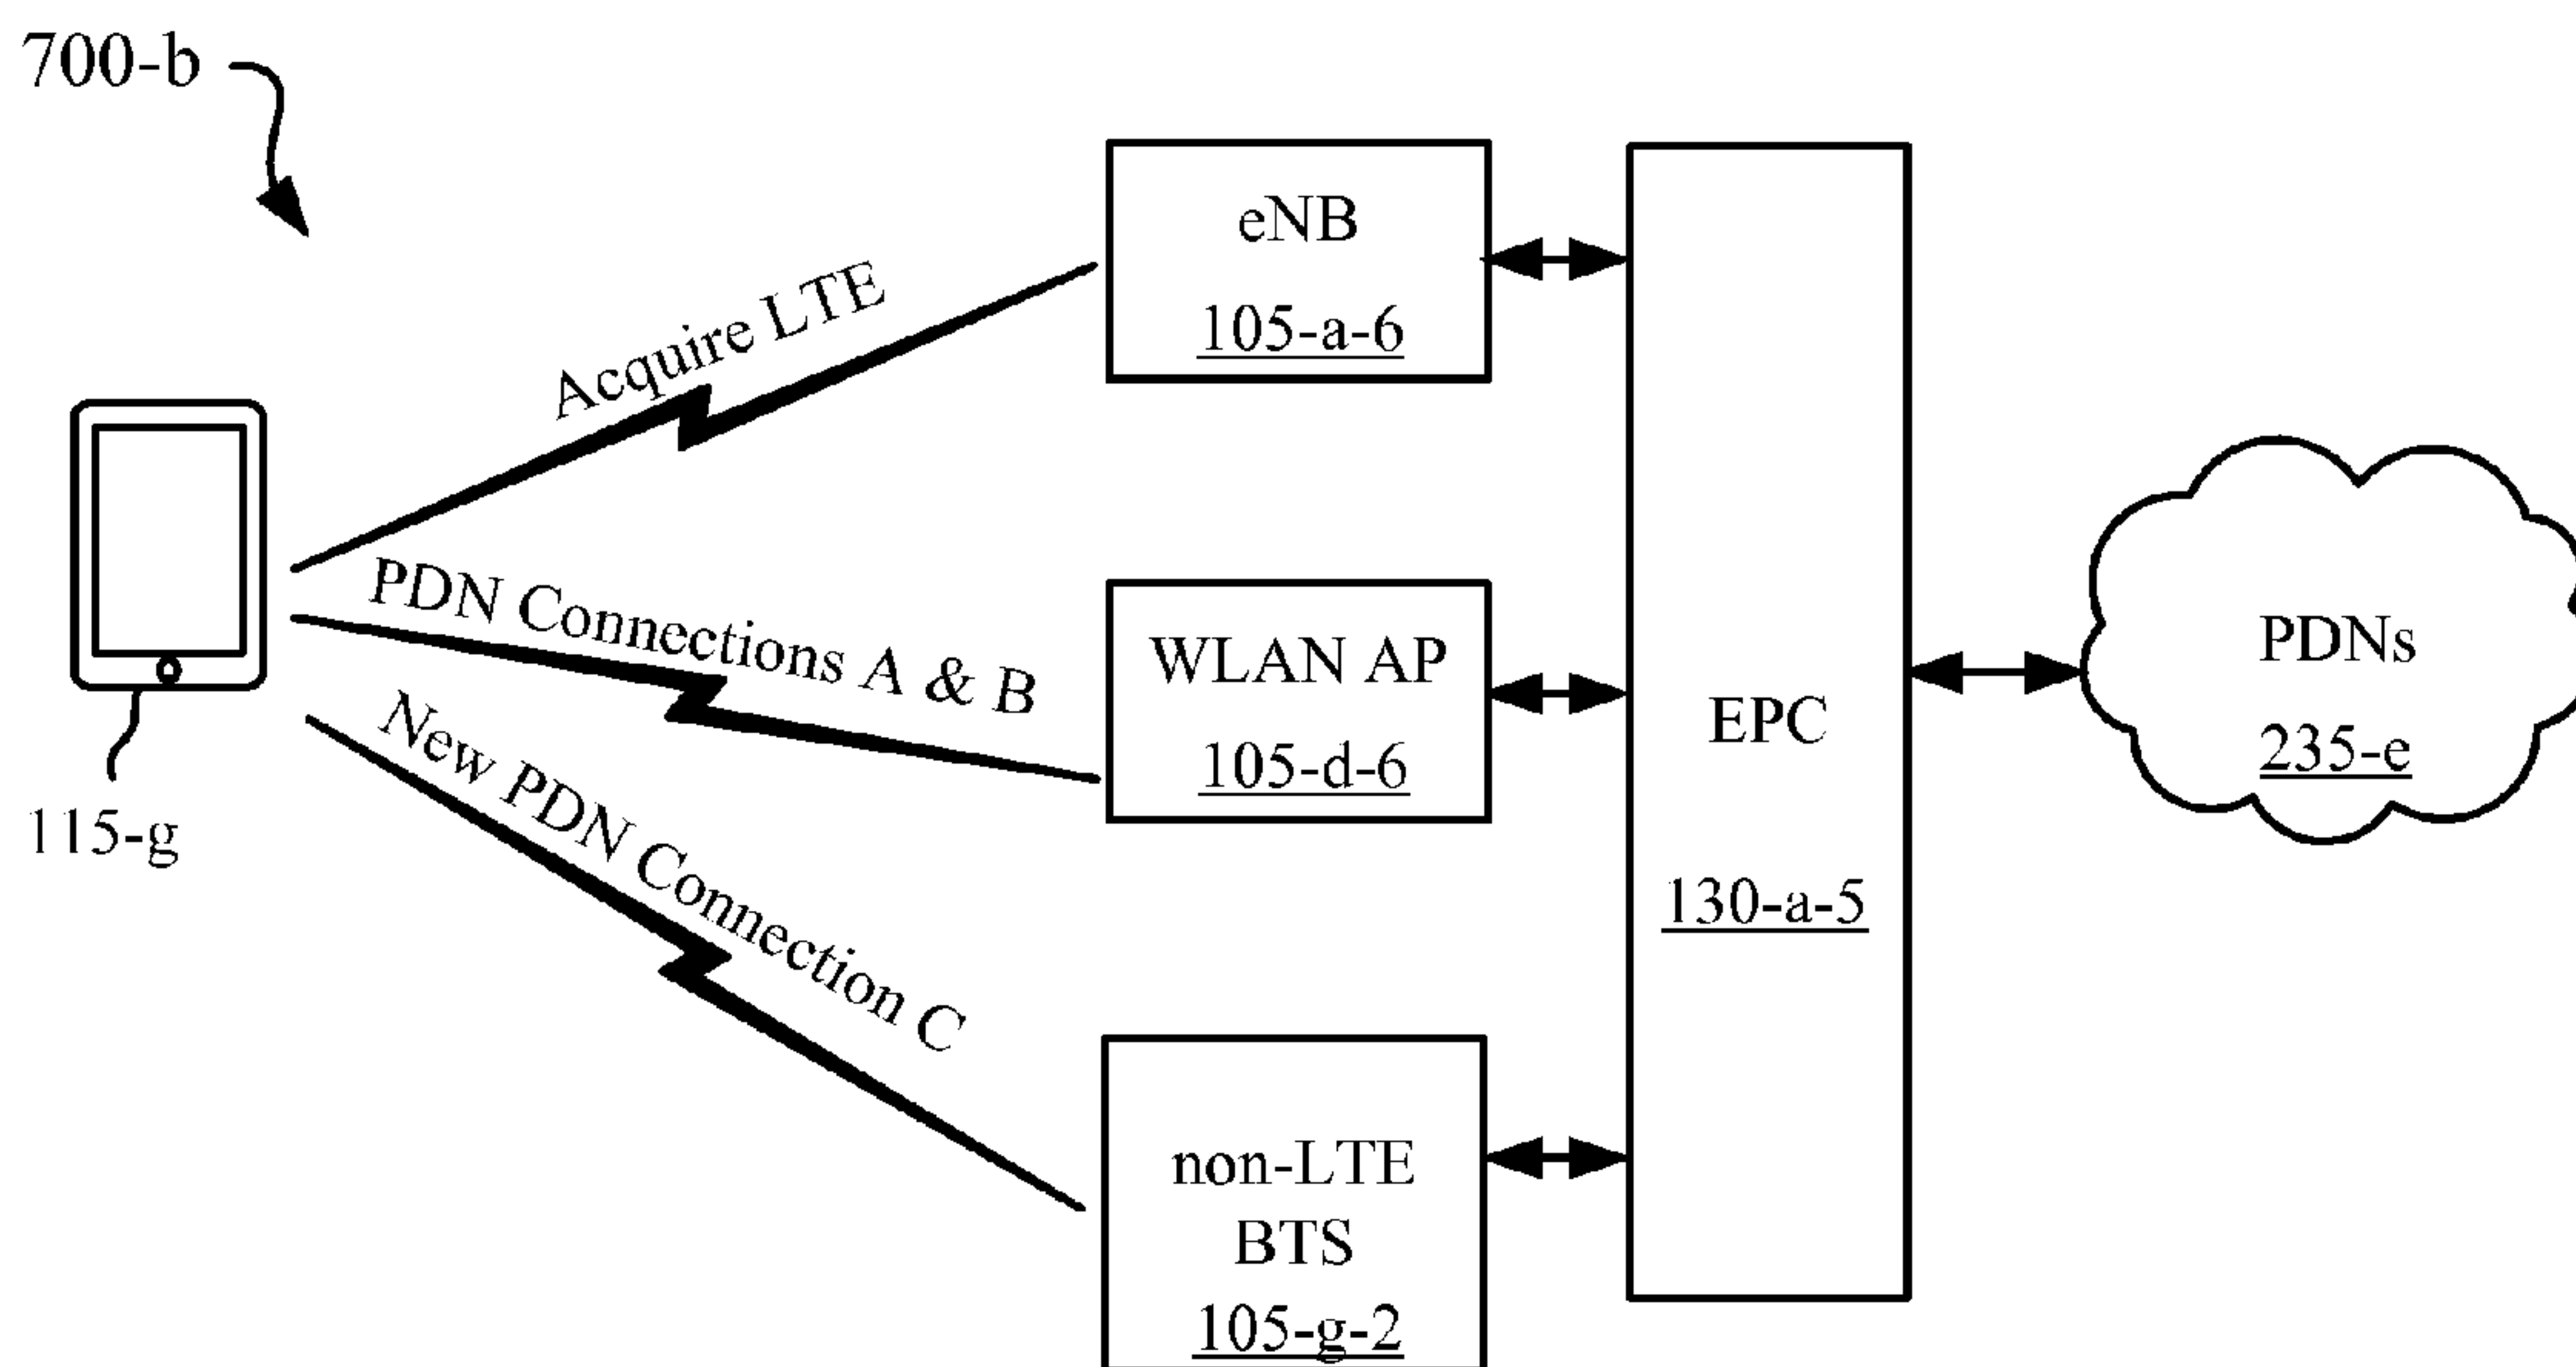 700-b
eNB
105-a-6
Acquire LTE
PDN Connections A & B
New PDN Connection C
115-g
WLAN AP
105-d-6
non-LTE
BTS
105-g-2
EPC
130-a-5
PDNs
235-e